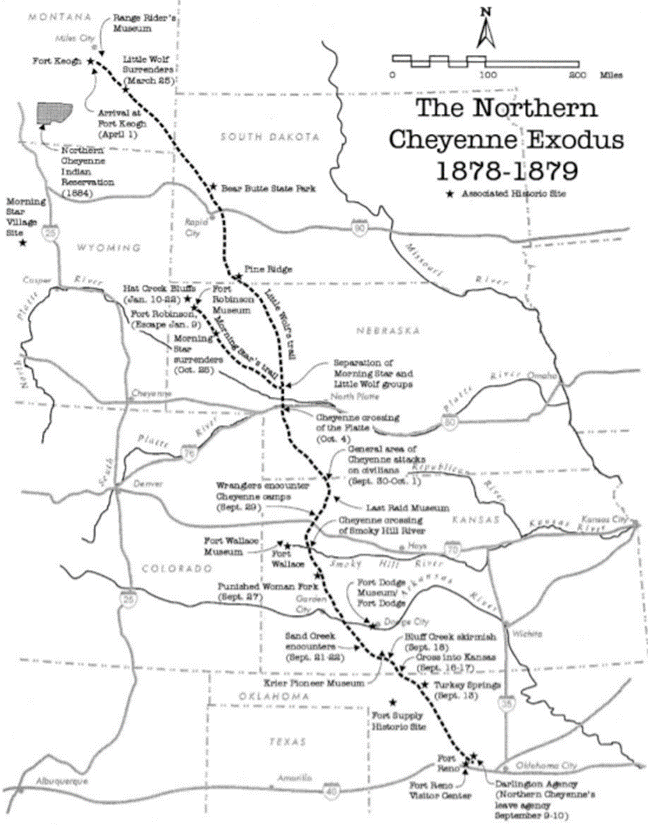 MONTANA
Range Rider's
Museum
Miles City
Fort Keogh
Little Wolf
Surrenders
(March 25)
Arrival at
Fort Keogh
(April 1)
N
0 100 200 Miles
The Northern
Cheyenne Exodus
1878-1879
★ Associated Historic Site
SOUTH DAKOTA
Northern
Cheyenne
Indian
Reservation
(1884)
Bear Butte State Park
Morning
Star
Village
Site
25
Rapid
City
90
WYOMING
Missouri River
Pine Ridge
Casper
River
North Platte
Hat Creek Bluffs
(Jan. 10-22)
Fort
Robinson
Museum
Fort Robinson,
(Escape Jan. 9)
Little Wolf's trail
Morning Star's trail
NEBRASKA
Morning
Star
surrenders
(Oct. 25)
Separation of
Morning Star and
Little Wolf groups
Cheyenne
North Platte
Platte River
Omaha
80
Cheyenne crossing
of the Platte
(Oct. 4)
South Platte River
76
General area of
Cheyenne attacks
on civilians
(Sept. 30-Oct. 1)
Republican River
Denver
Wranglers encounter
Cheyenne camps
(Sept. 29)
Last Raid Museum
Cheyenne crossing
of Smoky Hill River
KANSAS
Kansas River
Kansas City
Fort Wallace
Museum
Fort
Wallace
Hays
70
Smoky Hill River
COLORADO
Punished Woman Fork
(Sept. 27)
Garden
City
Fort Dodge
Museum/
Fort Dodge
Arkansas River
25
Dodge City
Wichita
Sand Creek
encounters
(Sept. 21-22)
Bluff Creek skirmish
(Sept. 18)
Cross into Kansas
(Sept. 16-17)
Krier Pioneer Museum
Turkey Springs
(Sept. 13)
OKLAHOMA
35
Fort Supply
Historic Site
TEXAS
Fort
Reno
Oklahoma City
Albuquerque
Amarillo
40
Fort Reno
Visitor Center
Darlington Agency
(Northern Cheyenne's
leave agency
September 9-10)